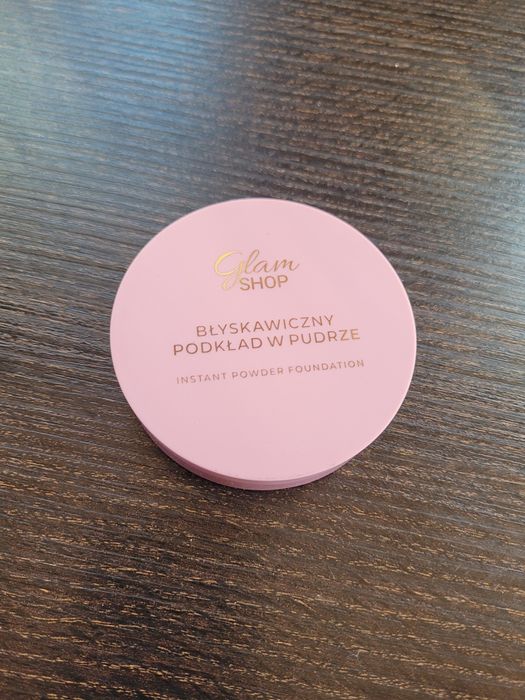 Glam
SHOP
BŁYSKAWICZNY
PODKŁAD W PUDRZE
INSTANT POWDER FOUNDATION